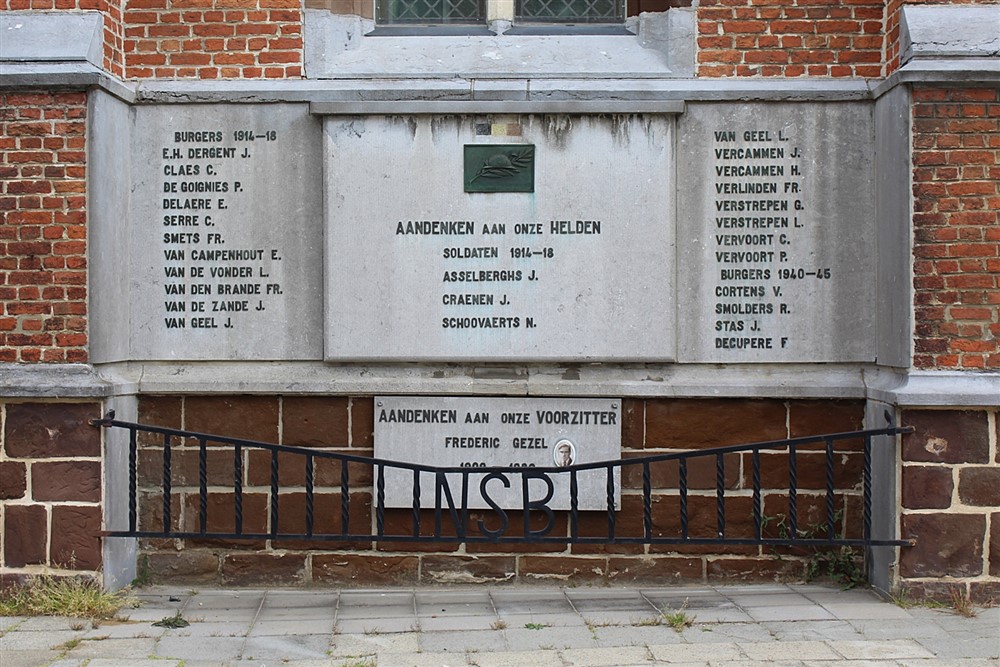 BURGERS 1914-18
E.H. DERGENT J.
CLAES C.
DE GOIGNIES P.
DELAERE E.
SERRE C.
SMETS FR.
VAN CAMPENHOUT E.
VAN DE VONDER L.
VAN DEN BRANDE FR.
VAN DE ZANDE J.
VAN GEEL J.
AANDENKEN AAN ONZE HELDEN
SOLDATEN 1914-18
ASSELBERGHS J.
CRAENEN J.
SCHOOVAERTS N.
VAN GEEL L.
VERCAMMEN J.
VERCAMMEN H.
VERLINDEN FR.
VERSTREPEN G.
VERSTREPEN L.
VERVOORT C.
VERVOORT P.
BURGERS 1940-45
CORTENS V.
SMOLDERS R.
STAS J.
DECUPERE F
AANDENKEN AAN ONZE VOORZITTER
FREDERIC GEZEL
NSB